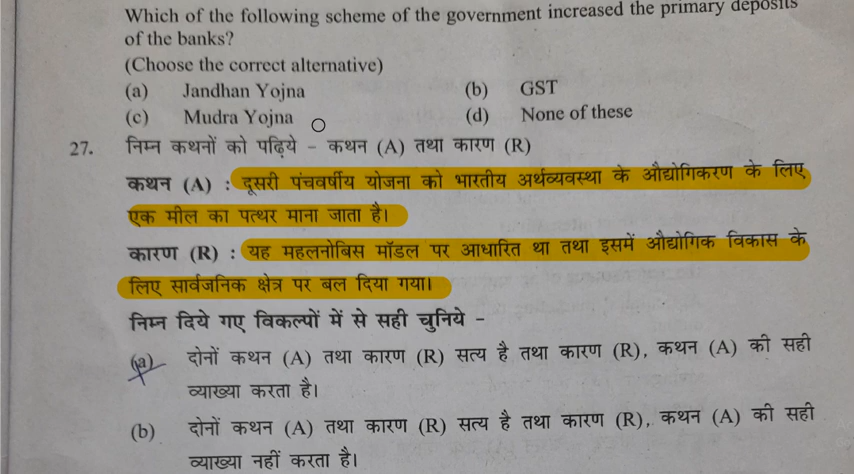 Which of the following scheme of the government increased the primary deposits
of the banks?
(Choose the correct alternative)
(a) Jandhan Yojna (b) GST
(c) Mudra Yojna (d) None of these
27. निम्न कथनों को पढ़िये - कथन (A) तथा कारण (R)
कथन (A) : दूसरी पंचवर्षीय योजना को भारतीय अर्थव्यवस्था के औद्योगिकरण के लिए
एक मील का पत्थर माना जाता है।
कारण (R) : यह महलनोबिस मॉडल पर आधारित था तथा इसमें औद्योगिक विकास के
लिए सार्वजनिक क्षेत्र पर बल दिया गया।
निम्न दिये गए विकल्पों में से सही चुनिये -
(a) दोनों कथन (A) तथा कारण (R) सत्य है तथा कारण (R), कथन (A) की सही
व्याख्या करता है।
(b) दोनों कथन (A) तथा कारण (R) सत्य है तथा कारण (R), कथन (A) की सही
व्याख्या नहीं करता है।